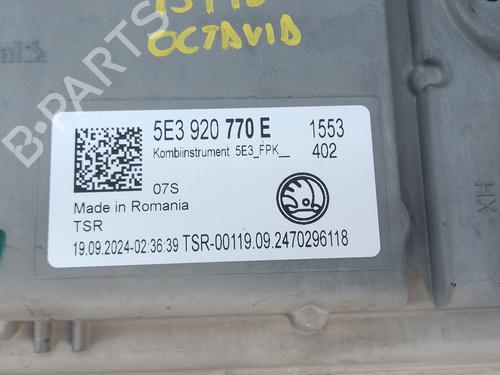 OCTAVIA
B-PARTS
5E3 920 770 E 1553
Kombiinstrument 5E3_FPK__ 402
07S
Made in Romania
TSR
19.09.2024-02:36:39 TSR-00119.09.2470296118